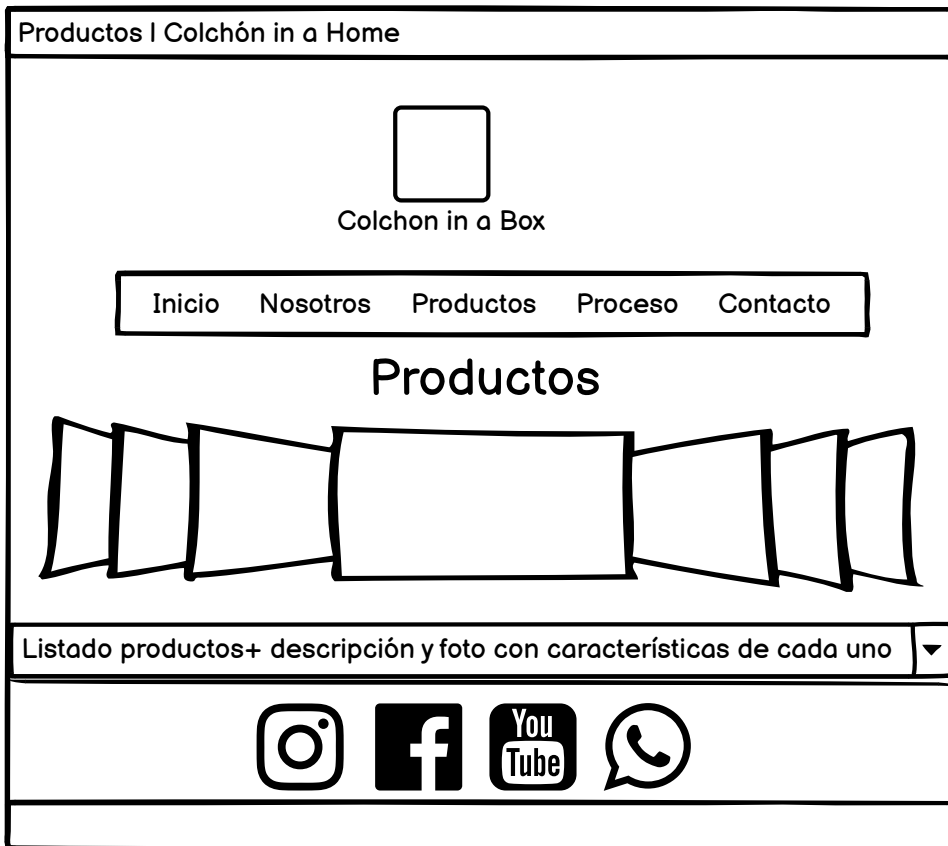 Productos | Colchón in a Home
Colchon in a Box
Inicio Nosotros Productos Proceso Contacto
Productos
Listado productos+ descripción y foto con características de cada uno
You
Tube